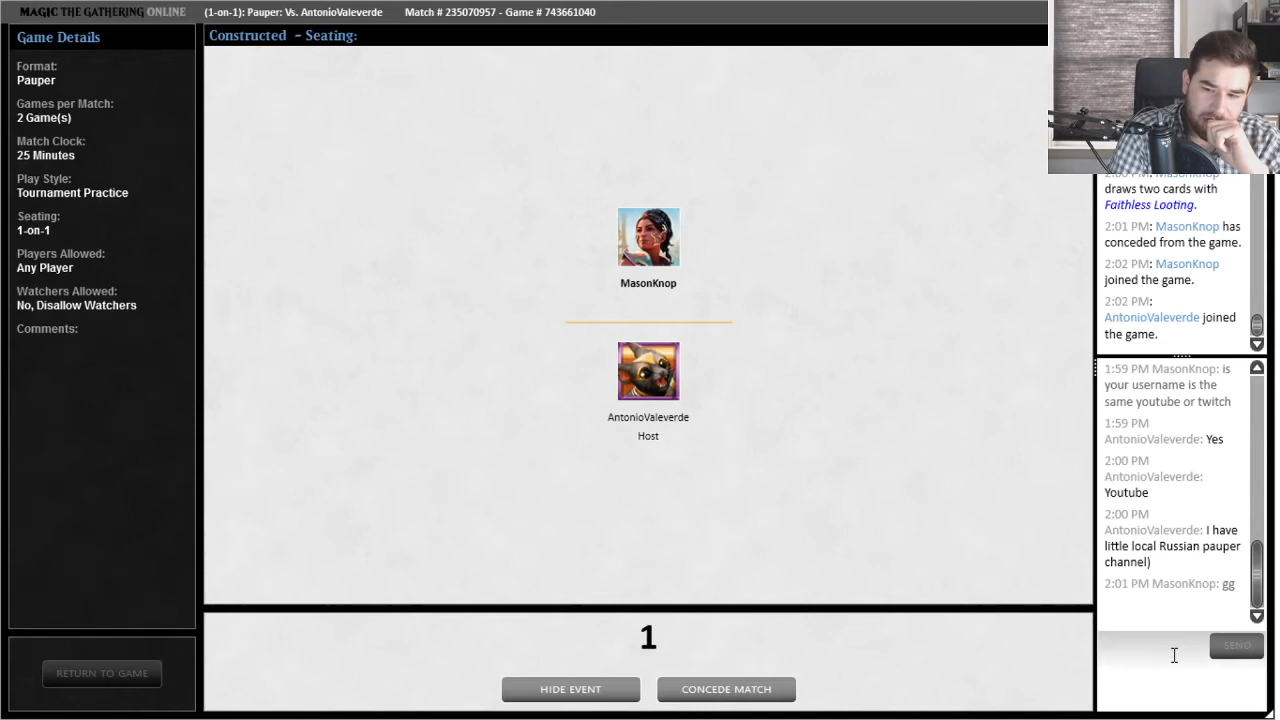 MAGIC THE GATHERING ONLINE
(1-on-1): Pauper: Vs. AntonioValeverde Match # 235070957 - Game # 743661040
Game Details
Format:
Pauper
Games per Match:
2 Game(s)
Match Clock:
25 Minutes
Play Style:
Tournament Practice
Seating:
1-on-1
Players Allowed:
Any Player
Watchers Allowed:
No, Disallow Watchers
Comments:
RETURN TO GAME
Constructed - Seating:
MasonKnop
AntonioValeverde
Host
1
HIDE EVENT
CONCEDE MATCH
2:00 PM: MasonKnop
draws two cards with
Faithless Looting.
2:01 PM: MasonKnop has
conceded from the game.
2:02 PM: MasonKnop
joined the game.
2:02 PM:
AntonioValeverde joined
the game.
1:59 PM MasonKnop: is
your username is the
same youtube or twitch
1:59 PM
AntonioValeverde: Yes
2:00 PM
AntonioValeverde:
Youtube
2:00 PM
AntonioValeverde: I have
little local Russian pauper
channel)
2:01 PM MasonKnop: gg
SEND